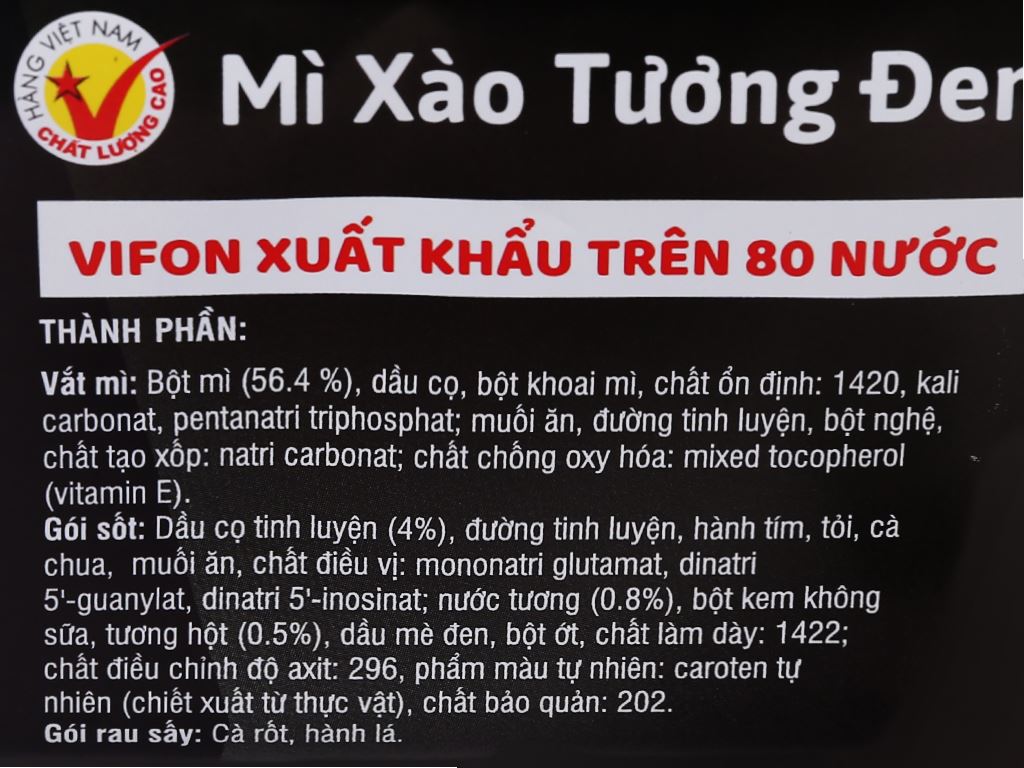 HÀNG VIỆT NAM
CHẤT LƯỢNG CAO
Mì Xào Tương Đen
VIFON XUẤT KHẨU TRÊN 80 NƯỚC
THÀNH PHẦN:
Vắt mì: Bột mì (56.4 %), dầu cọ, bột khoai mì, chất ổn định: 1420, kali
carbonat, pentanatri triphosphat; muối ăn, đường tinh luyện, bột nghệ,
chất tạo xốp: natri carbonat; chất chống oxy hóa: mixed tocopherol
(vitamin E).
Gói sốt: Dầu cọ tinh luyện (4%), đường tinh luyện, hành tím, tỏi, cà
chua, muối ăn, chất điều vị: mononatri glutamat, dinatri
5'-guanylat, dinatri 5'-inosinat; nước tương (0.8%), bột kem không
sữa, tương hột (0.5%), dầu mè đen, bột ớt, chất làm dày: 1422;
chất điều chỉnh độ axit: 296, phẩm màu tự nhiên: caroten tự
nhiên (chiết xuất từ thực vật), chất bảo quản: 202.
Gói rau sấy: Cà rốt, hành lá.